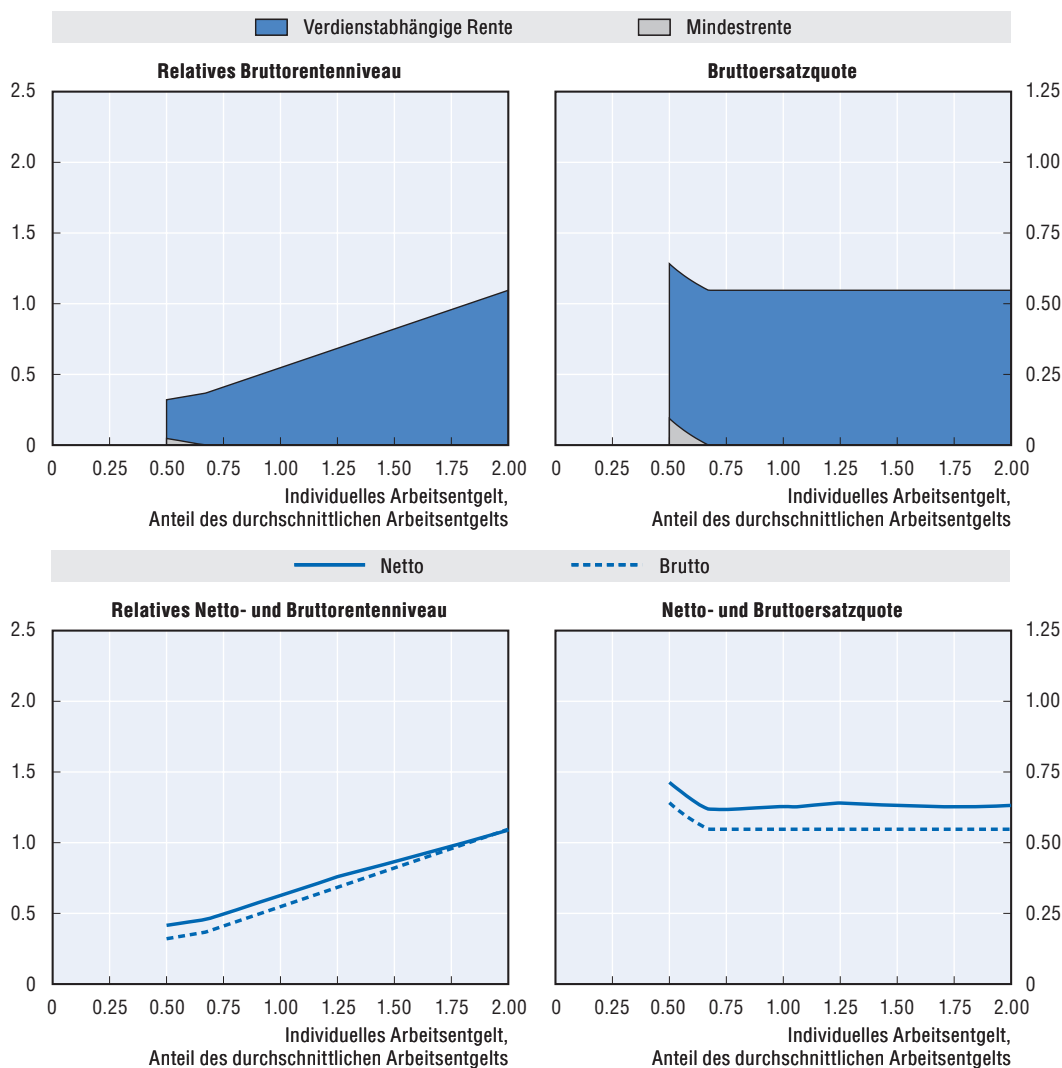 Verdienstabhängige Rente Mindestrente
Relatives Bruttorentenniveau
2.5
2.0
1.5
1.0
0.5
0
0 0.25 0.50 0.75 1.00 1.25 1.50 1.75 2.00
Individuelles Arbeitsentgelt,
Anteil des durchschnittlichen Arbeitsentgelts
Bruttoersatzquote
1.25
1.00
0.75
0.50
0.25
0
0 0.25 0.50 0.75 1.00 1.25 1.50 1.75 2.00
Individuelles Arbeitsentgelt,
Anteil des durchschnittlichen Arbeitsentgelts
Netto Brutto
Relatives Netto- und Bruttorentenniveau
2.5
2.0
1.5
1.0
0.5
0
0 0.25 0.50 0.75 1.00 1.25 1.50 1.75 2.00
Individuelles Arbeitsentgelt,
Anteil des durchschnittlichen Arbeitsentgelts
Netto- und Bruttoersatzquote
1.25
1.00
0.75
0.50
0.25
0
0 0.25 0.50 0.75 1.00 1.25 1.50 1.75 2.00
Individuelles Arbeitsentgelt,
Anteil des durchschnittlichen Arbeitsentgelts